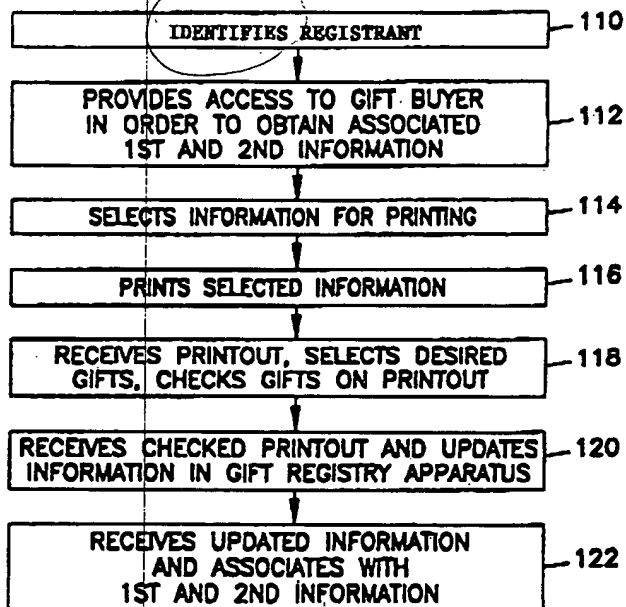 IDENTIFIES REGISTRANT 110
PROVIDES ACCESS TO GIFT BUYER
IN ORDER TO OBTAIN ASSOCIATED
1ST AND 2ND INFORMATION 112
SELECTS INFORMATION FOR PRINTING 114
PRINTS SELECTED INFORMATION 116
RECEIVES PRINTOUT, SELECTS DESIRED
GIFTS, CHECKS GIFTS ON PRINTOUT 118
RECEIVES CHECKED PRINTOUT AND UPDATES
INFORMATION IN GIFT REGISTRY APPARATUS 120
RECEIVES UPDATED INFORMATION
AND ASSOCIATES WITH
1ST AND 2ND INFORMATION 122